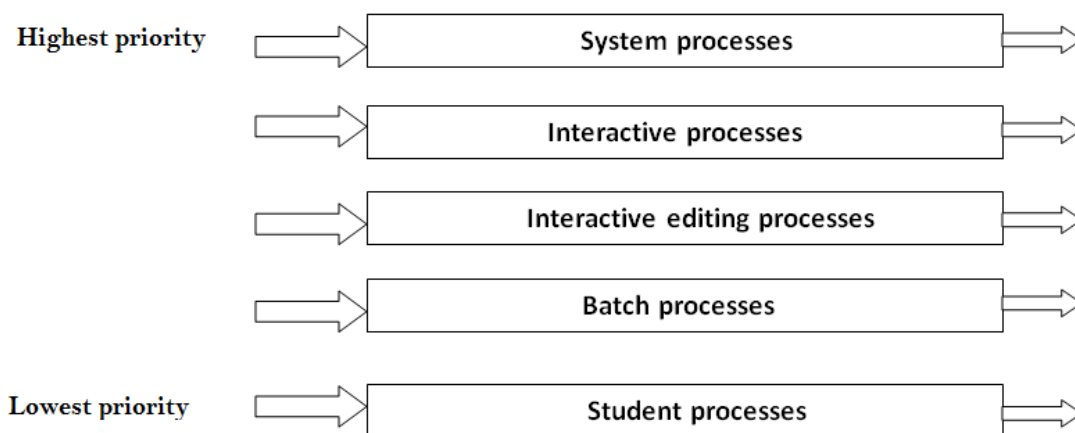 Highest priority
System processes
Interactive processes
Interactive editing processes
Batch processes
Lowest priority
Student processes